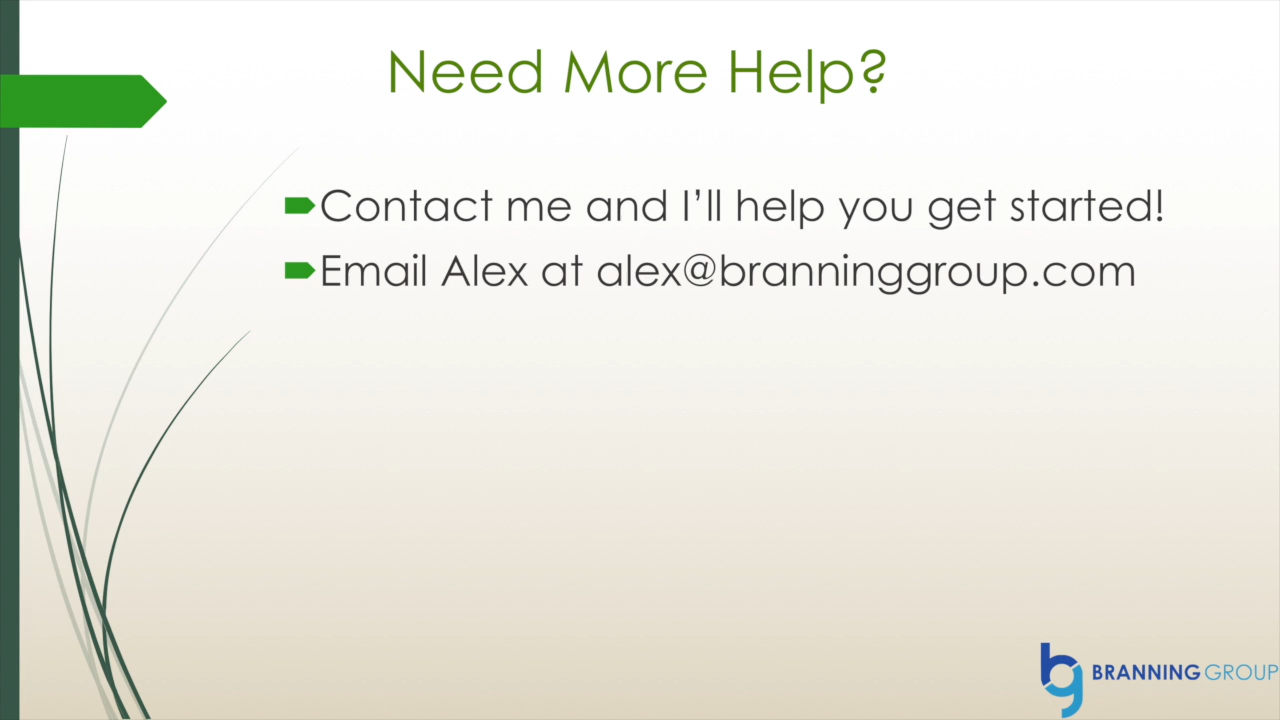 Need More Help?
Contact me and I’ll help you get started!
Email Alex at alex@branninggroup.com
bg BRANNING GROUP